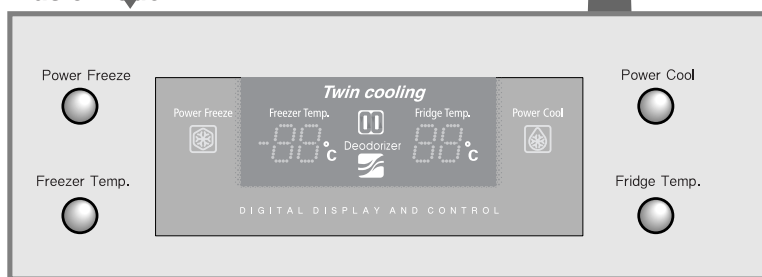 Power Freeze
Power Cool
Twin cooling
Power Freeze
Freezer Temp.
Fridge Temp.
Power Cool
-88°C
Deodorizer
88°C
Freezer Temp.
Fridge Temp.
DIGITAL DISPLAY AND CONTROL